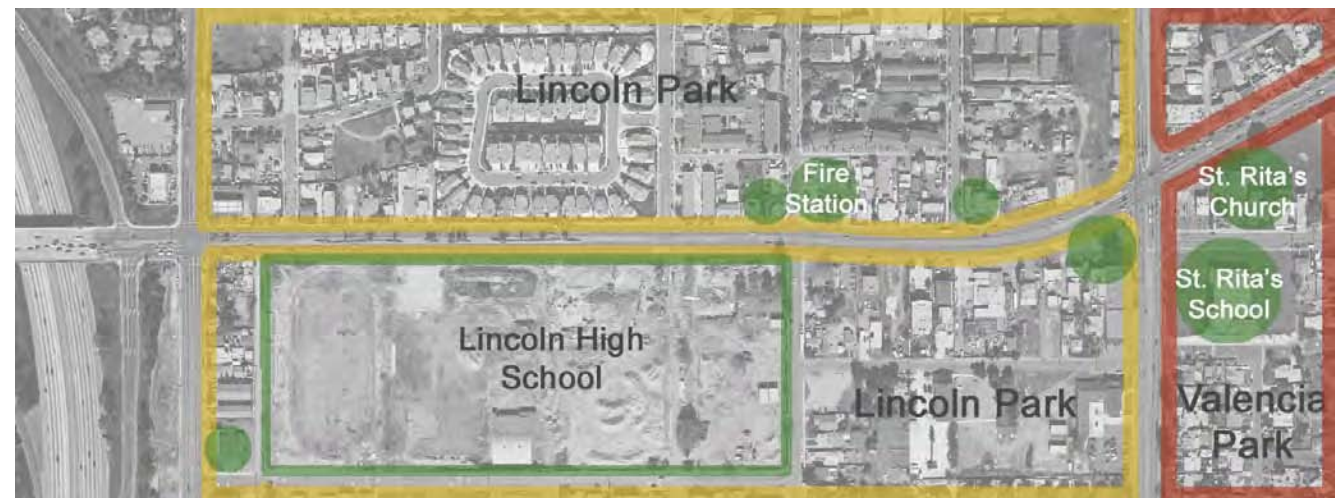 Lincoln Park
Fire
Station
St. Rita's
Church
St. Rita's
School
Lincoln High
School
Lincoln Park
Valencia
Park